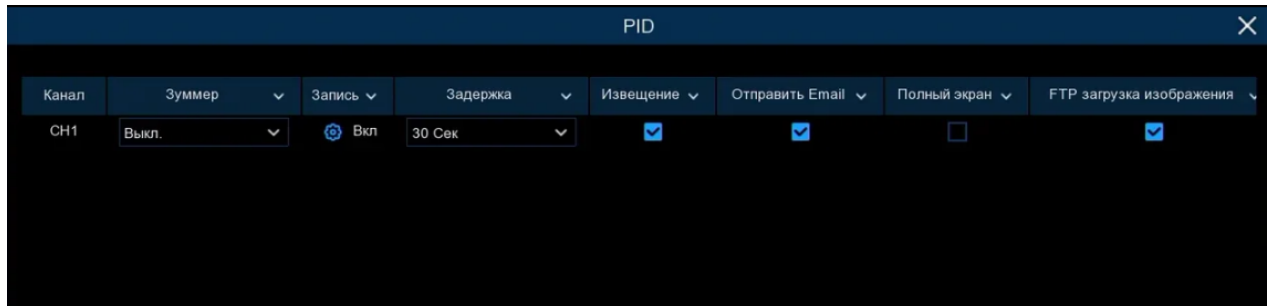 PID
Канал Зуммер Запись Задержка Извещение Отправить Email Полный экран FTP загрузка изображения
CH1 Выкл. Вкл 30 Сек